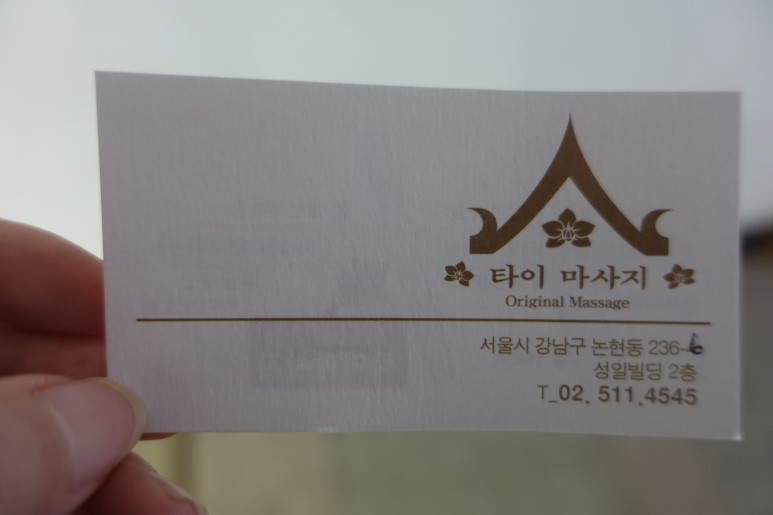 타이 마사지
Original Massage
서울시 강남구 논현동 236-6
성일빌딩 2층
T_02. 511.4545